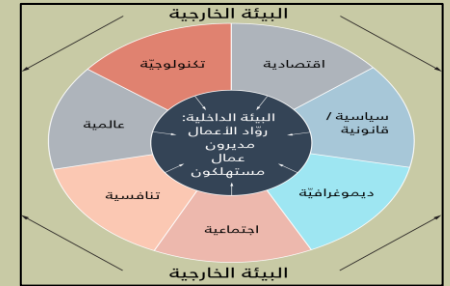 البيئة الخارجية
تكنولوجيّة
اقتصادية
سياسية /
قانونية
ديموغرافيّة
اجتماعية
تنافسية
عالمية
البيئة الداخلية:
روّاد الأعمال
مديرون
عمال
مستهلكون
البيئة الخارجية